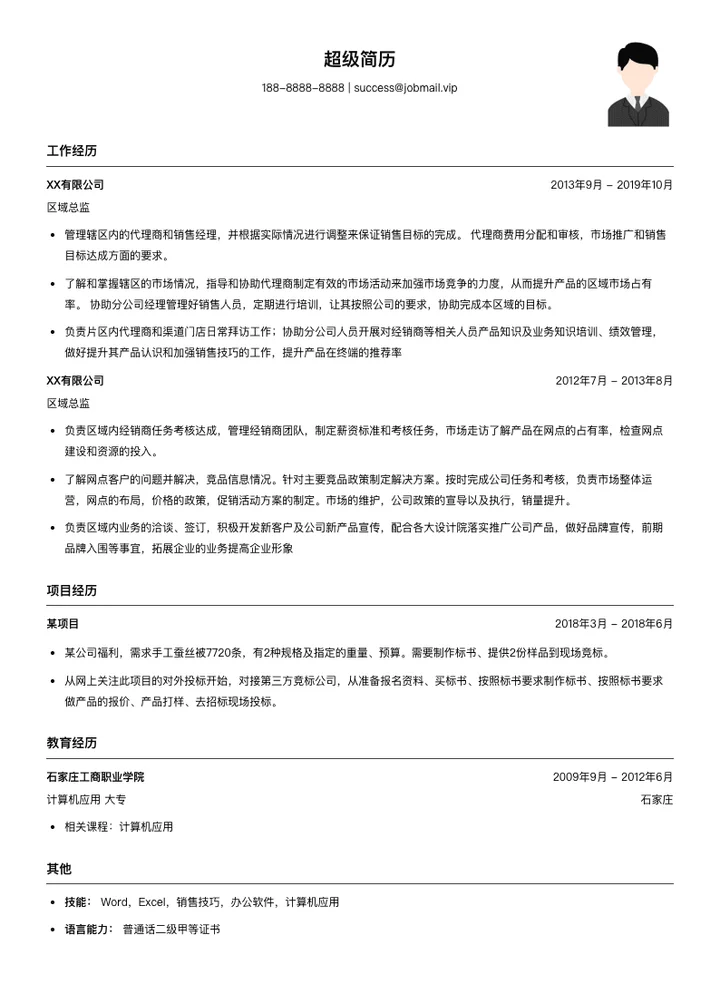 超级简历
188-8888-8888 | success@jobmail.vip
工作经历
XX有限公司 2013年9月 – 2019年10月
区域总监
• 管理辖区内的代理商和销售经理，并根据实际情况进行调整来保证销售目标的完成。 代理商费用分配和审核，市场推广和销售
目标达成方面的要求。
• 了解和掌握辖区的市场情况，指导和协助代理商制定有效的市场活动来加强市场竞争的力度，从而提升产品的区域市场占有
率。 协助分公司经理管理好销售人员，定期进行培训，让其按照公司的要求，协助完成本区域的目标。
• 负责片区内代理商和渠道门店日常拜访工作；协助分公司人员开展对经销商等相关人员产品知识及业务知识培训、绩效管理，
做好提升其产品认识和加强销售技巧的工作，提升产品在终端的推荐率
XX有限公司 2012年7月 – 2013年8月
区域总监
• 负责区域内经销商任务考核达成，管理经销商团队，制定薪资标准和考核任务，市场走访了解产品在网点的占有率，检查网点
建设和资源的投入。
• 了解网点客户的问题并解决，竞品信息情况。针对主要竞品政策制定解决方案。按时完成公司任务和考核，负责市场整体运
营，网点的布局，价格的政策，促销活动方案的制定。市场的维护，公司政策的宣导以及执行，销量提升。
• 负责区域内业务的洽谈、签订，积极开发新客户及公司新产品宣传，配合各大设计院落实推广公司产品，做好品牌宣传，前期
品牌入围等事宜，拓展企业的业务提高企业形象
项目经历
某项目 2018年3月 – 2018年6月
• 某公司福利，需求手工蚕丝被7720条，有2种规格及指定的重量、预算。需要制作标书、提供2份样品到现场竞标。
• 从网上关注此项目的对外投标开始，对接第三方竞标公司，从准备报名资料、买标书、按照标书要求制作标书、按照标书要求
做产品的报价、产品打样、去招标现场投标。
教育经历
石家庄工商职业学院 2009年9月 – 2012年6月
计算机应用 大专 石家庄
• 相关课程：计算机应用
其他
• 技能： Word，Excel，销售技巧，办公软件，计算机应用
• 语言能力： 普通话二级甲等证书